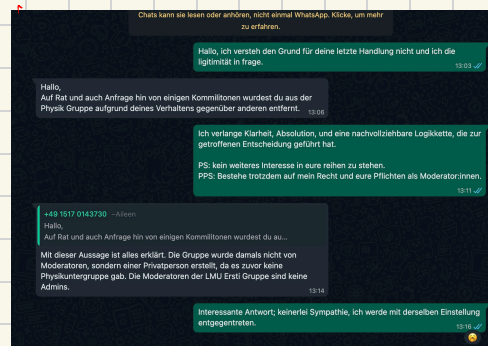 Chats kann sie lesen oder anhören, nicht einmal WhatsApp. Klicke, um mehr
zu erfahren.
Hallo, ich versteh den Grund für deine letzte Handlung nicht und ich die
ligitimität in frage.
13:03
Hallo,
Auf Rat und auch Anfrage hin von einigen Kommilitonen wurdest du aus der
Physik Gruppe aufgrund deines Verhaltens gegenüber anderen entfernt.
13:06
Ich verlange Klarheit, Absolution, und eine nachvollziehbare Logikkette, die zur
getroffenen Entscheidung geführt hat.
PS: kein weiteres Interesse in eure reihen zu stehen.
PPS: Bestehe trotzdem auf mein Recht und eure Pflichten als Moderator:innen.
13:11
+49 1517 0143730 ~Aileen
Hallo,
Auf Rat und auch Anfrage hin von einigen Kommilitonen wurdest du au...
Mit dieser Aussage ist alles erklärt. Die Gruppe wurde damals nicht von
Moderatoren, sondern einer Privatperson erstellt, da es zuvor keine
Physikuntergruppe gab. Die Moderatoren der LMU Ersti Gruppe sind keine
Admins.
13:14
Interessante Antwort; keinerlei Sympathie, ich werde mit derselben Einstellung
entgegentreten.
13:16